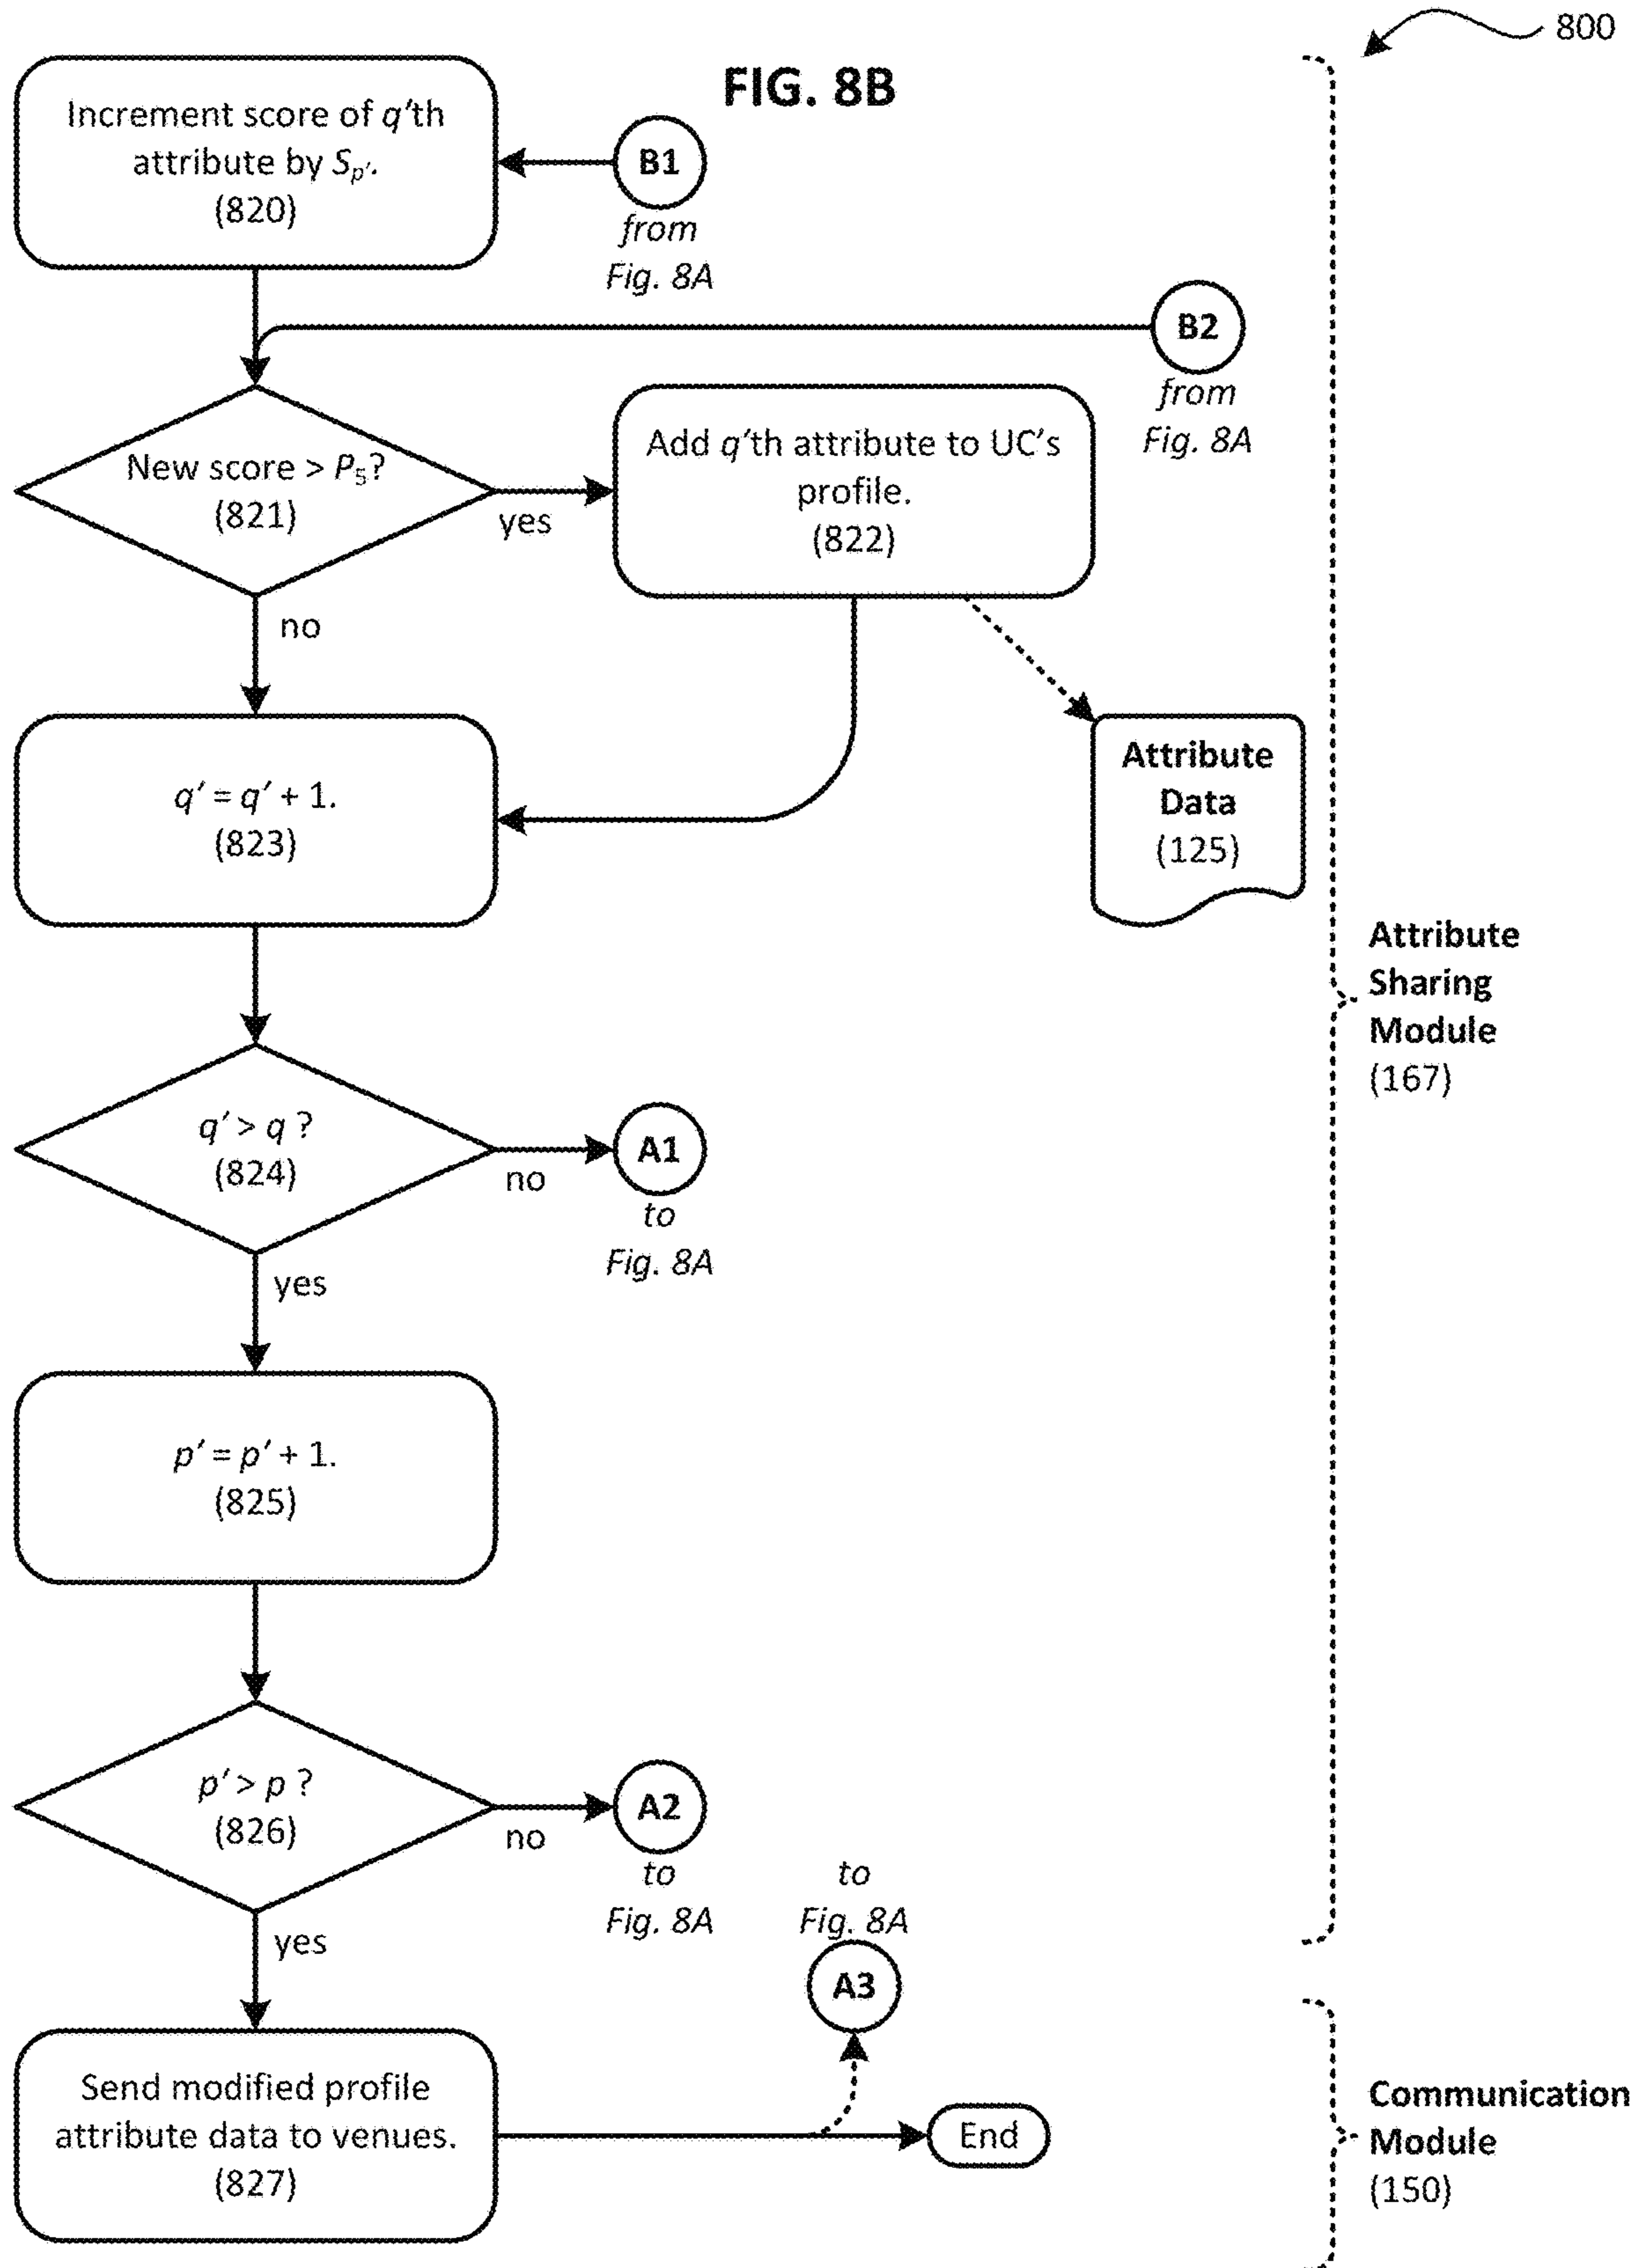 800
FIG. 8B
Increment score of q'th
attribute by Sp'.
(820)
B1
from
Fig. 8A
B2
from
Fig. 8A
New score > P5?
(821)
yes
no
Add q'th attribute to UC's
profile.
(822)
Attribute
Data
(125)
q' = q' + 1.
(823)
Attribute
Sharing
Module
(167)
q' > q ?
(824)
no
A1
to
Fig. 8A
yes
p' = p' + 1.
(825)
p' > p ?
(826)
no
A2
to
Fig. 8A
to
Fig. 8A
A3
yes
Send modified profile
attribute data to venues.
(827)
End
Communication
Module
(150)